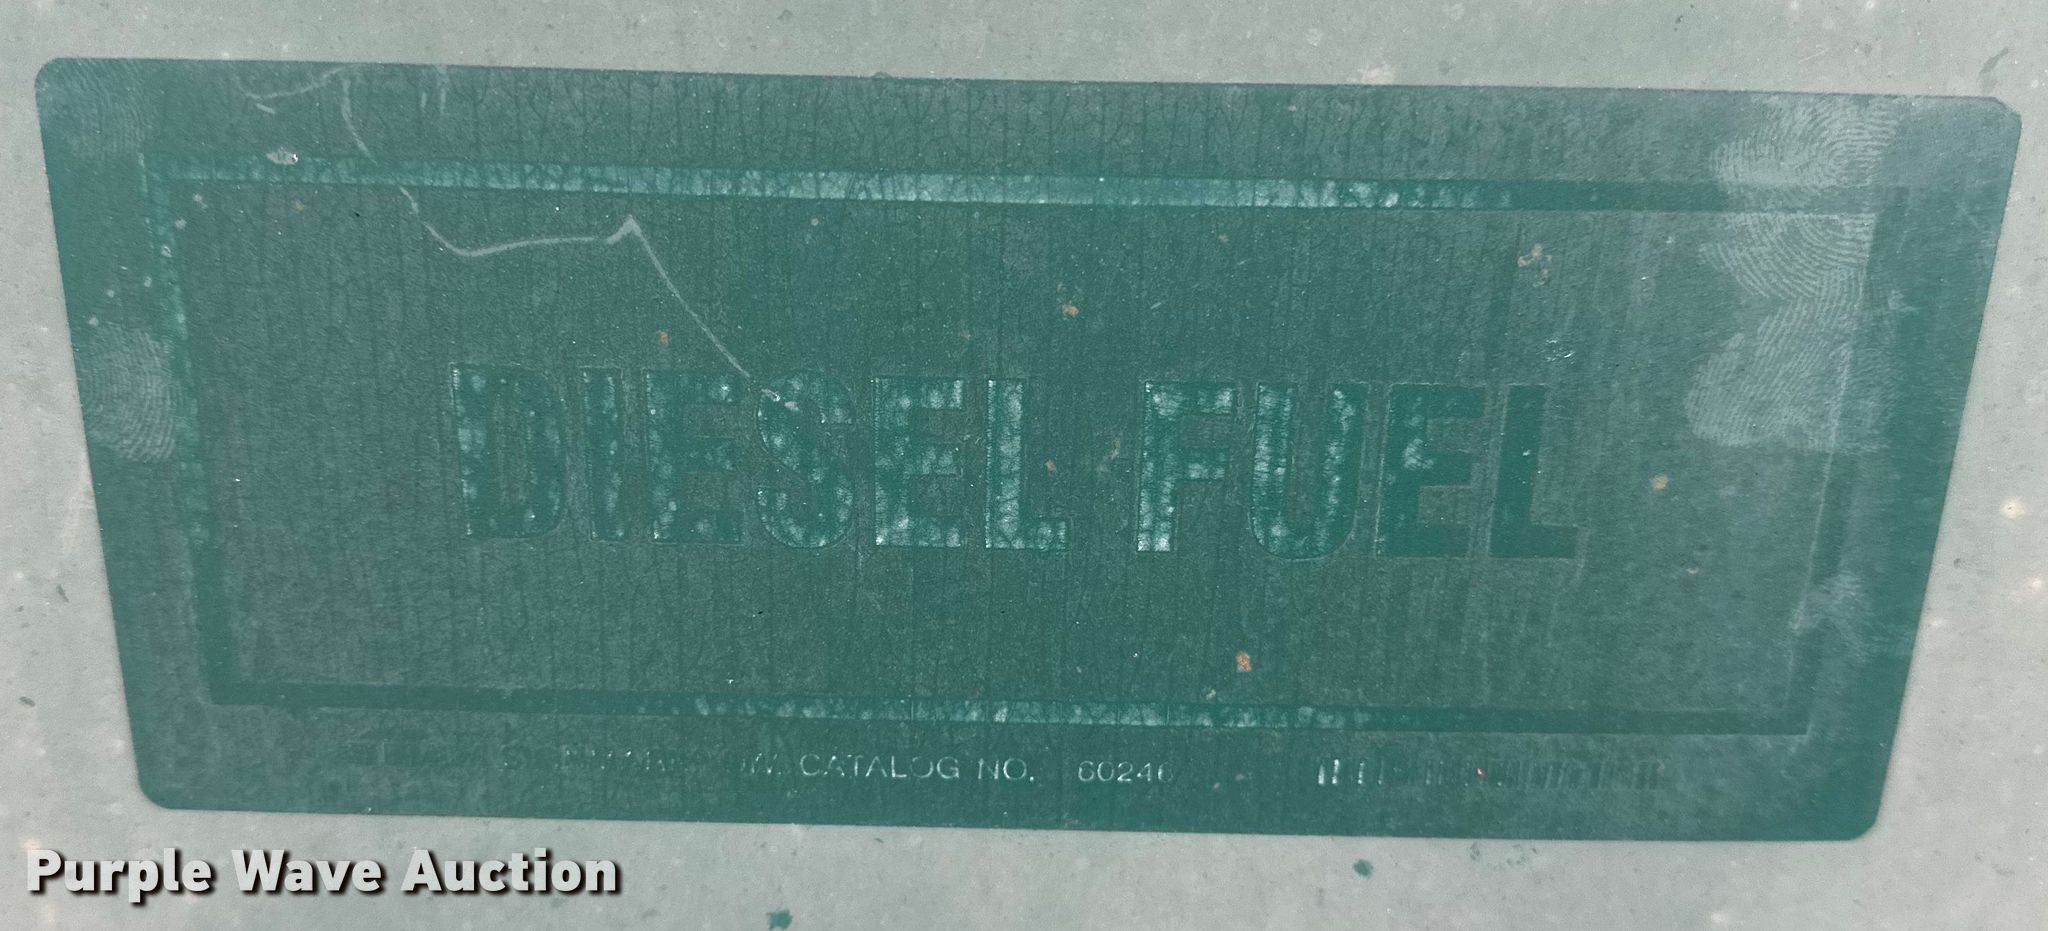 DIESEL FUEL
CATALOG NO. 60246
Purple Wave Auction